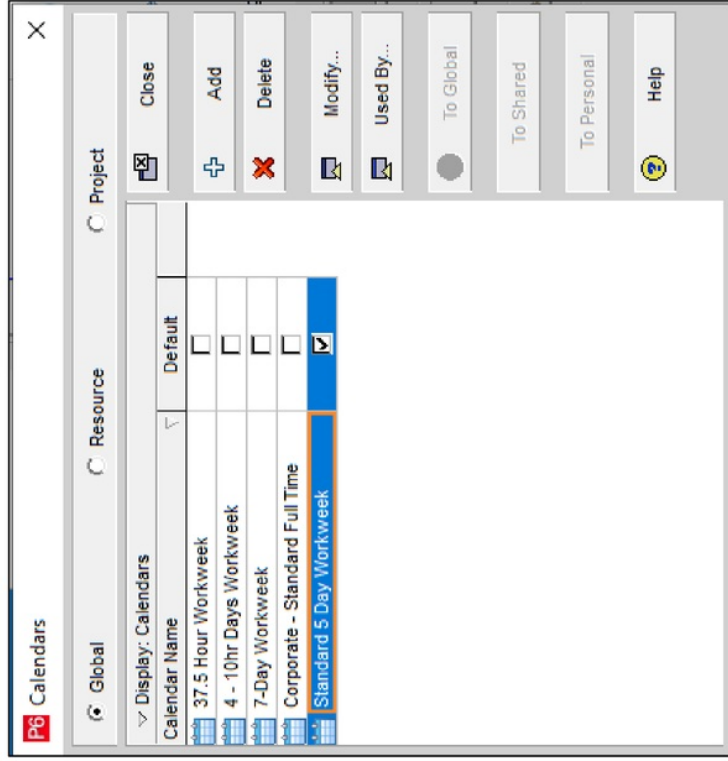 P6 Calendars
Global Resource Project
Display: Calendars
Calendar Name Default
37.5 Hour Workweek
4 - 10hr Days Workweek
7-Day Workweek
Corporate - Standard Full Time
Standard 5 Day Workweek
Close
Add
Delete
Modify...
Used By...
To Global
To Shared
To Personal
Help